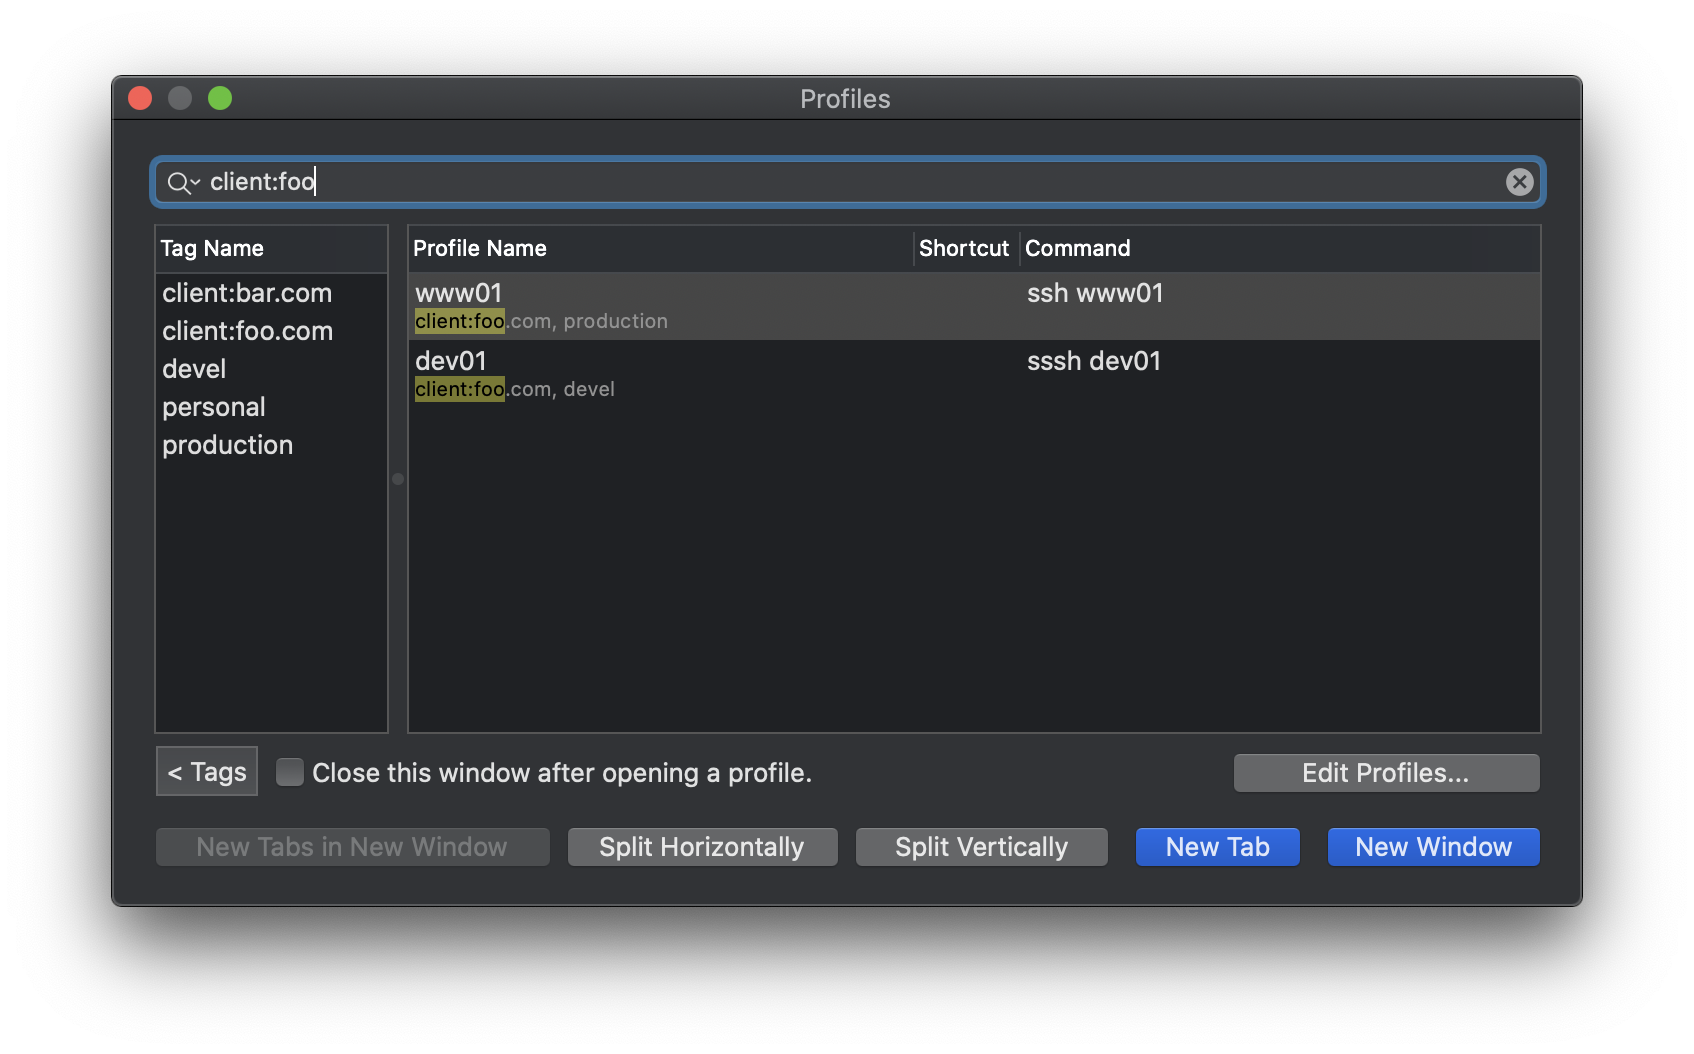 Profiles
client:foo
Tag Name
client:bar.com
client:foo.com
devel
personal
production
Profile Name Shortcut Command
www01 ssh www01
client:foo.com, production
dev01 sssh dev01
client:foo.com, devel
< Tags Close this window after opening a profile. Edit Profiles...
New Tabs in New Window Split Horizontally Split Vertically New Tab New Window